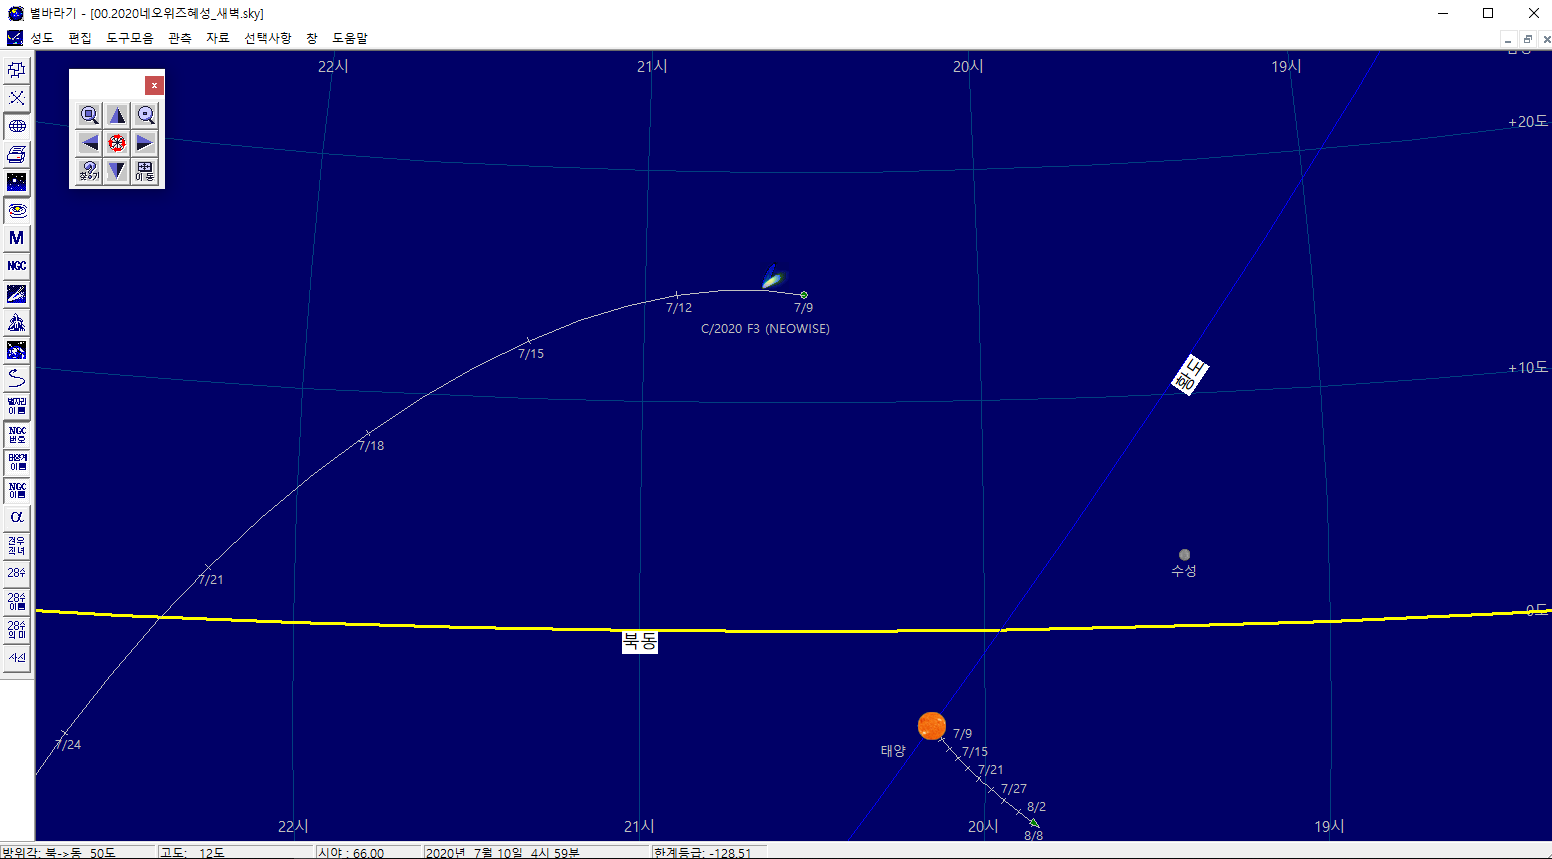 별바라기 - [00.2020네오위즈혜성_새벽.sky]
성도 편집 도구모음 관측 자료 선택사항 창 도움말
22시 21시 20시 19시
+20도
찾기 이동
M
NGC
7/12 7/9
C/2020 F3 (NEOWISE)
7/15
황도
+10도
별자리
이름
7/18
NGC
번호
태양계
이름
NGC
이름
α
견우
직녀
수성
28수
7/21
28수
이름
0도
28수
의미
북동
사신
7/24
태양
7/9
7/15
7/21
7/27
8/2
8/8
22시 21시 20시 19시
방위각: 북->동 50도 고도: 12도 시야 : 66.00 2020년 7월 10일 4시 59분 한계등급: -128.51